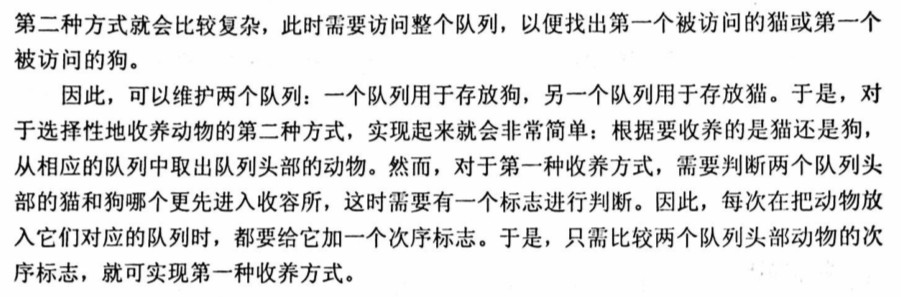 第二种方式就会比较复杂，此时需要访问整个队列，以便找出第一个被访问的猫或第一个
被访问的狗。
因此，可以维护两个队列：一个队列用于存放狗，另一个队列用于存放猫。于是，对
于选择性地收养动物的第二种方式，实现起来就会非常简单：根据要收养的是猫还是狗，
从相应的队列中取出队列头部的动物。然而，对于第一种收养方式，需要判断两个队列头
部的猫和狗哪个更先进入收容所，这时需要有一个标志进行判断。因此，每次在把动物放
入它们对应的队列时，都要给它加一个次序标志。于是，只需比较两个队列头部动物的次
序标志，就可实现第一种收养方式。